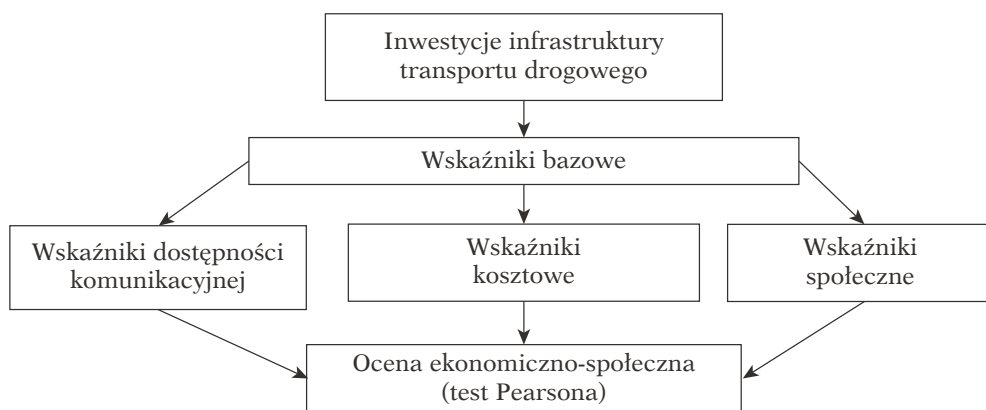 Inwestycje infrastruktury
transportu drogowego
Wskaźniki bazowe
Wskaźniki dostępności
komunikacyjnej
Wskaźniki
kosztowe
Wskaźniki
społeczne
Ocena ekonomiczno-społeczna
(test Pearsona)